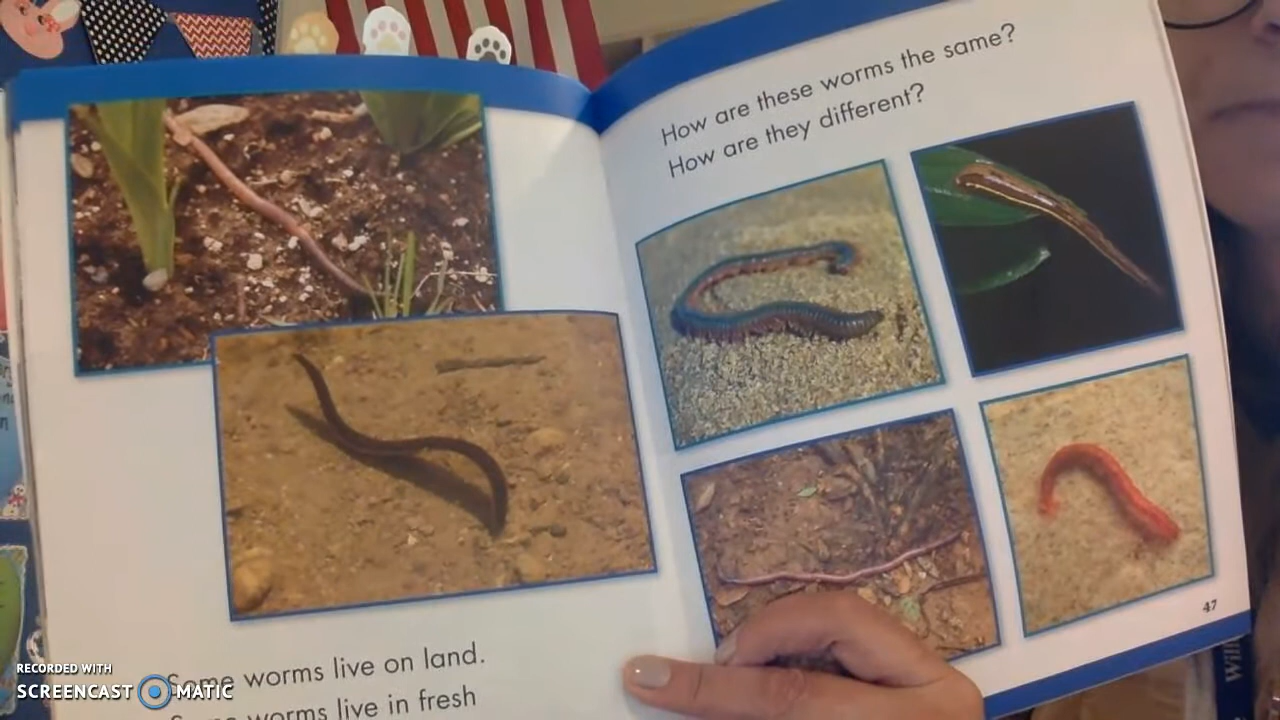 How are these worms the same?
How are they different?
Some worms live on land.
worms live in fresh
47
RECORDED WITH
SCREENCAST MATIC